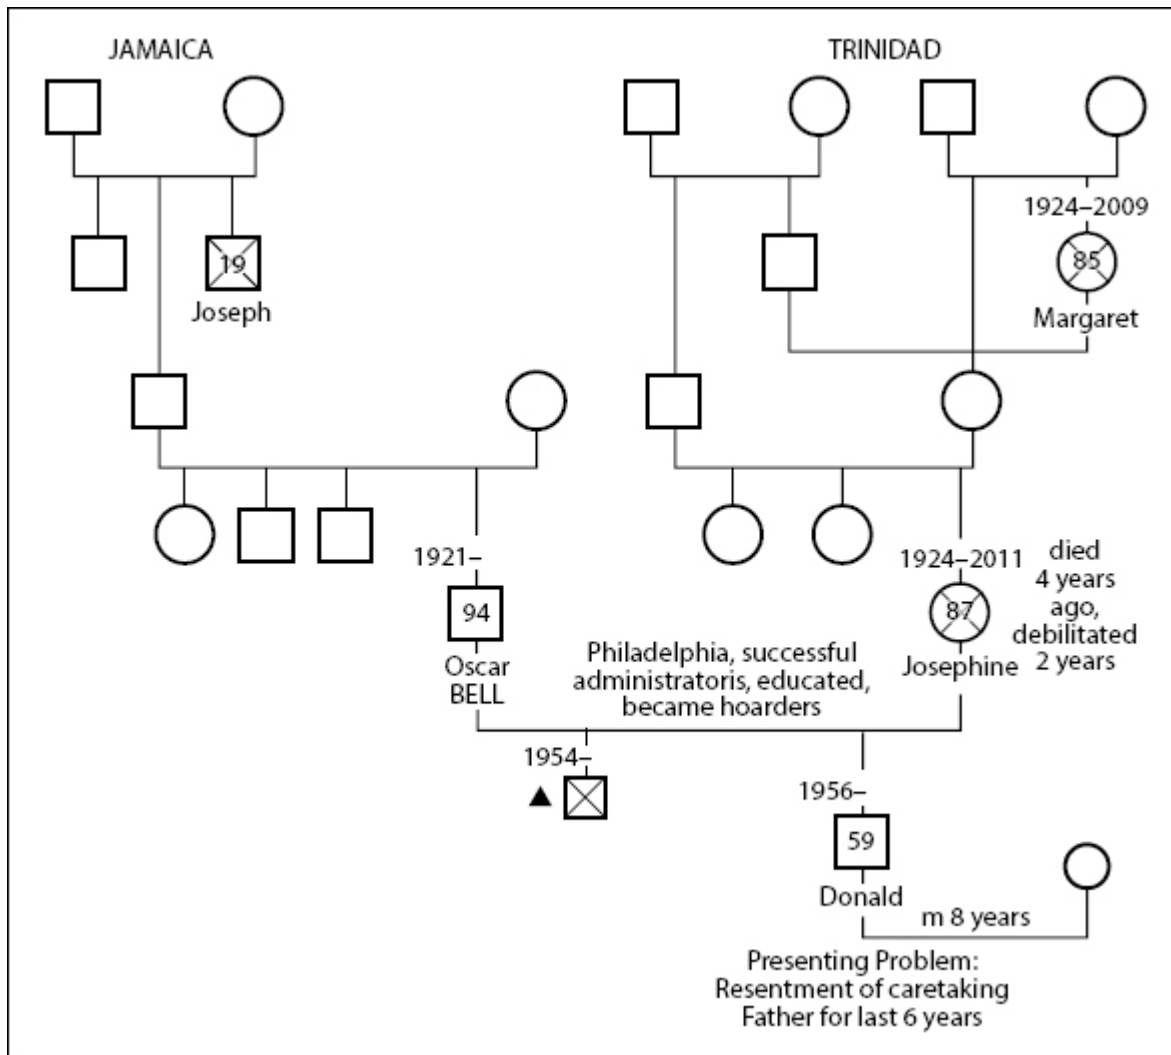 JAMAICA
TRINIDAD
1924–2009
19
85
Joseph
Margaret
1921–
1924–2011
died
4 years
ago,
debilitated
2 years
94
87
Oscar
BELL
Josephine
Philadelphia, successful
administratoris, educated,
became hoarders
1954–
1956–
59
Donald
m 8 years
Presenting Problem:
Resentment of caretaking
Father for last 6 years